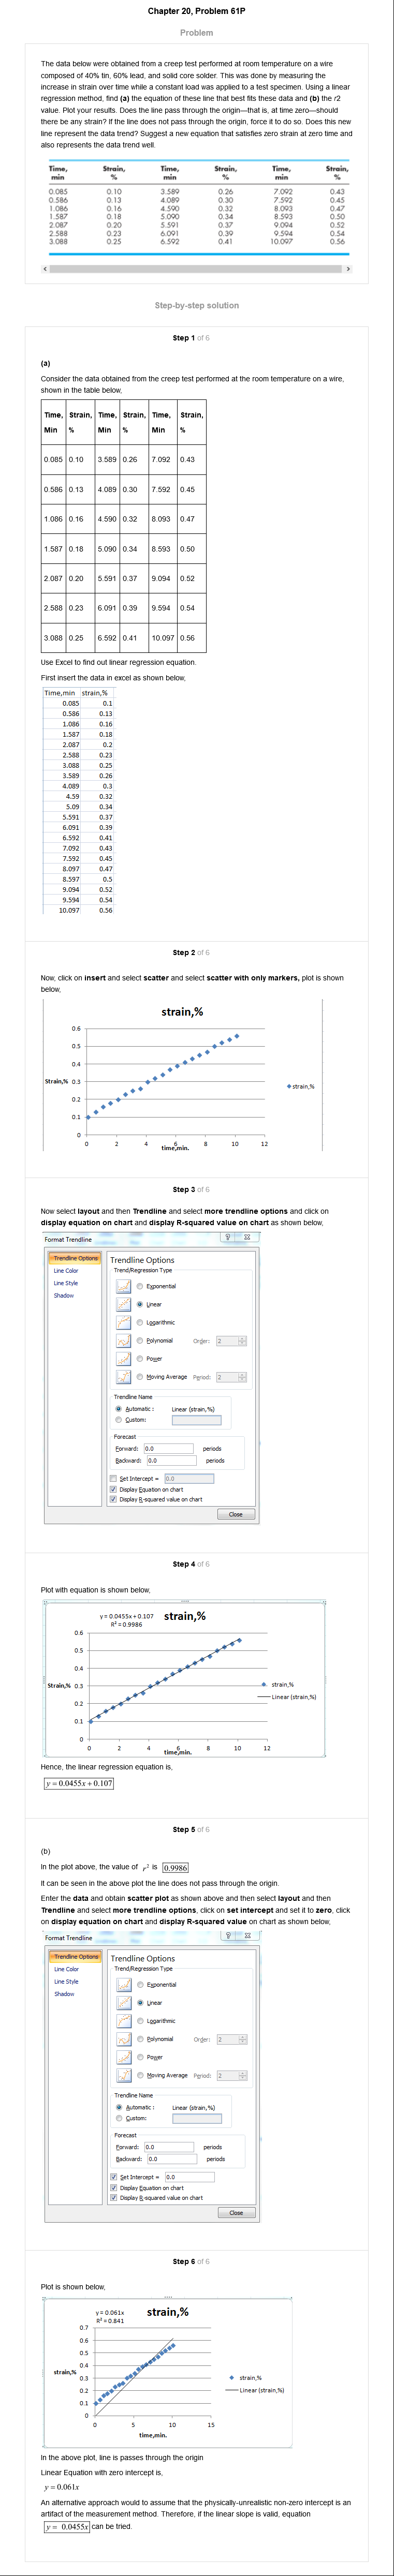 Chapter 20, Problem 61P
Problem
The data below were obtained from a creep test performed at room temperature on a wire
composed of 40% tin, 60% lead, and solid core solder. This was done by measuring the
increase in strain over time while a constant load was applied to a test specimen. Using a linear
regression method, find (a) the equation of these line that best fits these data and (b) the r2
value. Plot your results. Does the line pass through the origin—that is, at time zero—should
there be any strain? If the line does not pass through the origin, force it to do so. Does this new
line represent the data trend? Suggest a new equation that satisfies zero strain at zero time and
also represents the data trend well.
Time, Strain, Time, Strain, Time, Strain,
min % min % min %
0.085 0.10 3.589 0.26 7.092 0.43
0.586 0.13 4.089 0.30 7.592 0.45
1.086 0.16 4.590 0.32 8.093 0.47
1.587 0.18 5.090 0.34 8.593 0.50
2.087 0.20 5.591 0.37 9.094 0.52
2.588 0.23 6.091 0.39 9.594 0.54
3.088 0.25 6.592 0.41 10.097 0.56
Step-by-step solution
Step 1 of 6
(a)
Consider the data obtained from the creep test performed at the room temperature on a wire,
shown in the table below,
Time, Strain, Time, Strain, Time, Strain,
Min % Min % Min %
0.085 0.10 3.589 0.26 7.092 0.43
0.586 0.13 4.089 0.30 7.592 0.45
1.086 0.16 4.590 0.32 8.093 0.47
1.587 0.18 5.090 0.34 8.593 0.50
2.087 0.20 5.591 0.37 9.094 0.52
2.588 0.23 6.091 0.39 9.594 0.54
3.088 0.25 6.592 0.41 10.097 0.56
Use Excel to find out linear regression equation.
First insert the data in excel as shown below,
Time,min strain,%
0.085 0.1
0.586 0.13
1.086 0.16
1.587 0.18
2.087 0.2
2.588 0.23
3.088 0.25
3.589 0.26
4.089 0.3
4.59 0.32
5.09 0.34
5.591 0.37
6.091 0.39
6.592 0.41
7.092 0.43
7.592 0.45
8.097 0.47
8.597 0.5
9.094 0.52
9.594 0.54
10.097 0.56
Step 2 of 6
Now, click on insert and select scatter and select scatter with only markers, plot is shown
below,
strain,%
0.6
0.5
0.4
Strain,% 0.3
strain,%
0.2
0.1
0
0 2 4 6 8 10 12
time,min.
Step 3 of 6
Now select layout and then Trendline and select more trendline options and click on
display equation on chart and display R-squared value on chart as shown below,
Format Trendline
Trendline Options
Line Color
Line Style
Shadow
Trendline Options
Trend/Regression Type
Exponential
Linear
Logarithmic
Polynomial Order: 2
Power
Moving Average Period: 2
Trendline Name
Automatic : Linear (strain,%)
Custom:
Forecast
Forward: 0.0 periods
Backward: 0.0 periods
Set Intercept = 0.0
Display Equation on chart
Display R-squared value on chart
Close
Step 4 of 6
Plot with equation is shown below,
y = 0.0455x + 0.107 strain,%
R² = 0.9986
0.6
0.5
0.4
Strain,% 0.3
strain,%
Linear (strain,%)
0.2
0.1
0
0 2 4 6 8 10 12
time,min.
Hence, the linear regression equation is,
y = 0.0455x + 0.107
Step 5 of 6
(b)
In the plot above, the value of r² is 0.9986
It can be seen in the above plot the line does not pass through the origin.
Enter the data and obtain scatter plot as shown above and then select layout and then
Trendline and select more trendline options, click on set intercept and set it to zero, click
on display equation on chart and display R-squared value on chart as shown below,
Format Trendline
Trendline Options
Line Color
Line Style
Shadow
Trendline Options
Trend/Regression Type
Exponential
Linear
Logarithmic
Polynomial Order: 2
Power
Moving Average Period: 2
Trendline Name
Automatic : Linear (strain,%)
Custom:
Forecast
Forward: 0.0 periods
Backward: 0.0 periods
Set Intercept = 0.0
Display Equation on chart
Display R-squared value on chart
Close
Step 6 of 6
Plot is shown below,
y = 0.061x strain,%
R² = 0.841
0.7
0.6
0.5
0.4
strain,% 0.3
strain,%
0.2
Linear (strain,%)
0.1
0
0 5 10 15
time,min.
In the above plot, line is passes through the origin
Linear Equation with zero intercept is,
y = 0.061x
An alternative approach would to assume that the physically-unrealistic non-zero intercept is an
artifact of the measurement method. Therefore, if the linear slope is valid, equation
y = 0.0455x can be tried.